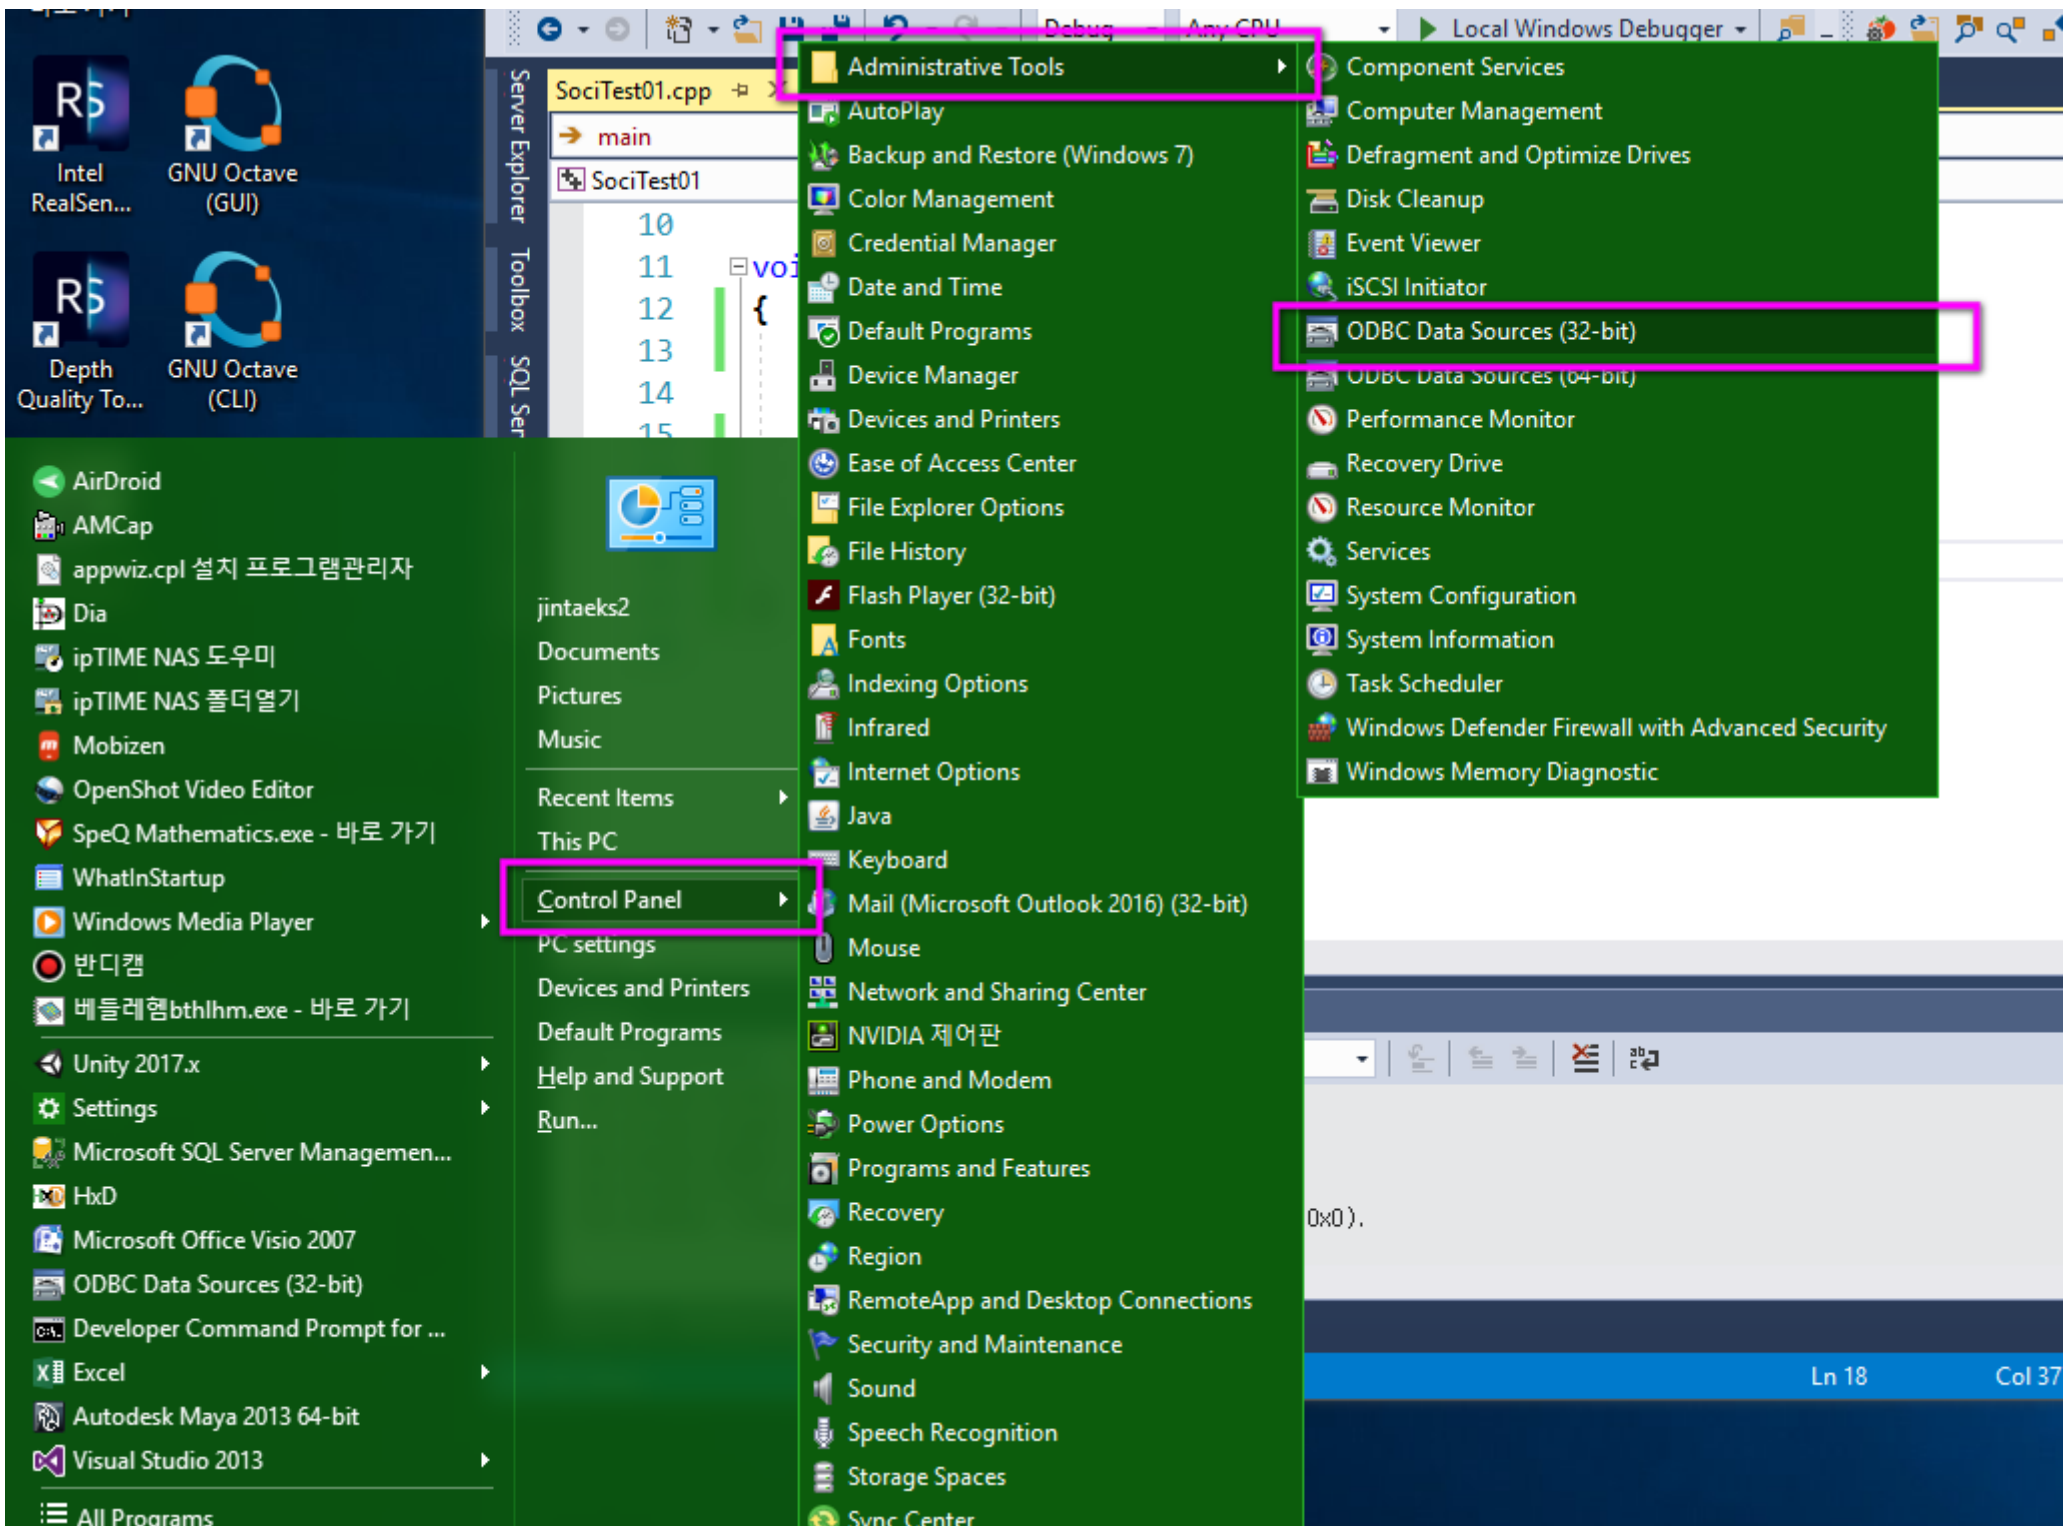 Intel
RealSen...
GNU Octave
(GUI)
Depth
Quality To...
GNU Octave
(CLI)
Debug
Any CPU
Local Windows Debugger
Server Explorer
Toolbox
SQL Ser
SociTest01.cpp
main
SociTest01
10
11 voi
12 {
13
14
15
AirDroid
AMCap
appwiz.cpl 설치 프로그램관리자
Dia
ipTIME NAS 도우미
ipTIME NAS 폴더열기
Mobizen
OpenShot Video Editor
SpeQ Mathematics.exe - 바로 가기
WhatInStartup
Windows Media Player
반디캠
베들레헴bthlhm.exe - 바로 가기
Unity 2017.x
Settings
Microsoft SQL Server Managemen...
HxD
Microsoft Office Visio 2007
ODBC Data Sources (32-bit)
Developer Command Prompt for ...
Excel
Autodesk Maya 2013 64-bit
Visual Studio 2013
All Programs
jintaeks2
Documents
Pictures
Music
Recent Items
This PC
Control Panel
PC settings
Devices and Printers
Default Programs
Help and Support
Run...
Administrative Tools
AutoPlay
Backup and Restore (Windows 7)
Color Management
Credential Manager
Date and Time
Default Programs
Device Manager
Devices and Printers
Ease of Access Center
File Explorer Options
File History
Flash Player (32-bit)
Fonts
Indexing Options
Infrared
Internet Options
Java
Keyboard
Mail (Microsoft Outlook 2016) (32-bit)
Mouse
Network and Sharing Center
NVIDIA 제어판
Phone and Modem
Power Options
Programs and Features
Recovery
Region
RemoteApp and Desktop Connections
Security and Maintenance
Sound
Speech Recognition
Storage Spaces
Sync Center
Component Services
Computer Management
Defragment and Optimize Drives
Disk Cleanup
Event Viewer
iSCSI Initiator
ODBC Data Sources (32-bit)
ODBC Data Sources (64-bit)
Performance Monitor
Recovery Drive
Resource Monitor
Services
System Configuration
System Information
Task Scheduler
Windows Defender Firewall with Advanced Security
Windows Memory Diagnostic
0x0).
Ln 18
Col 37